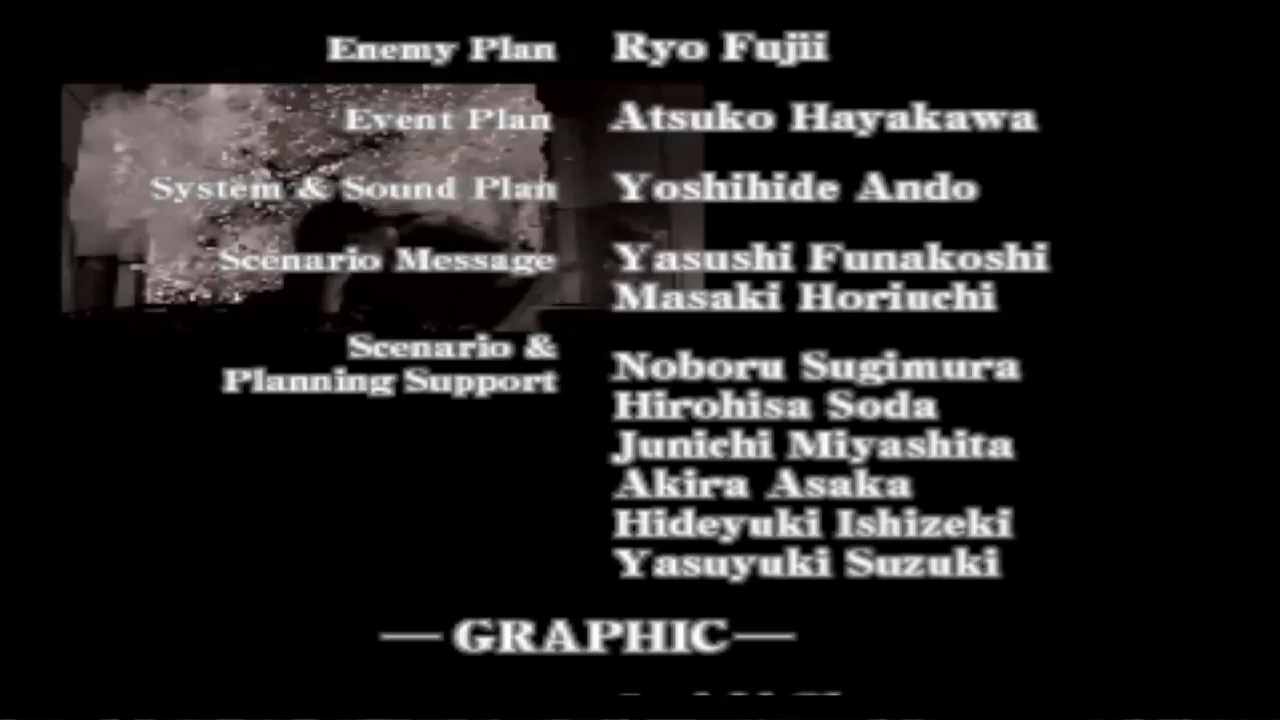 Enemy Plan Ryo Fujii
Event Plan Atsuko Hayakawa
System & Sound Plan Yoshihide Ando
Scenario Message Yasushi Funakoshi
Masaki Horiuchi
Scenario &
Planning Support Noboru Sugimura
Hirohisa Soda
Junichi Miyashita
Akira Asaka
Hideyuki Ishizeki
Yasuyuki Suzuki
— GRAPHIC —